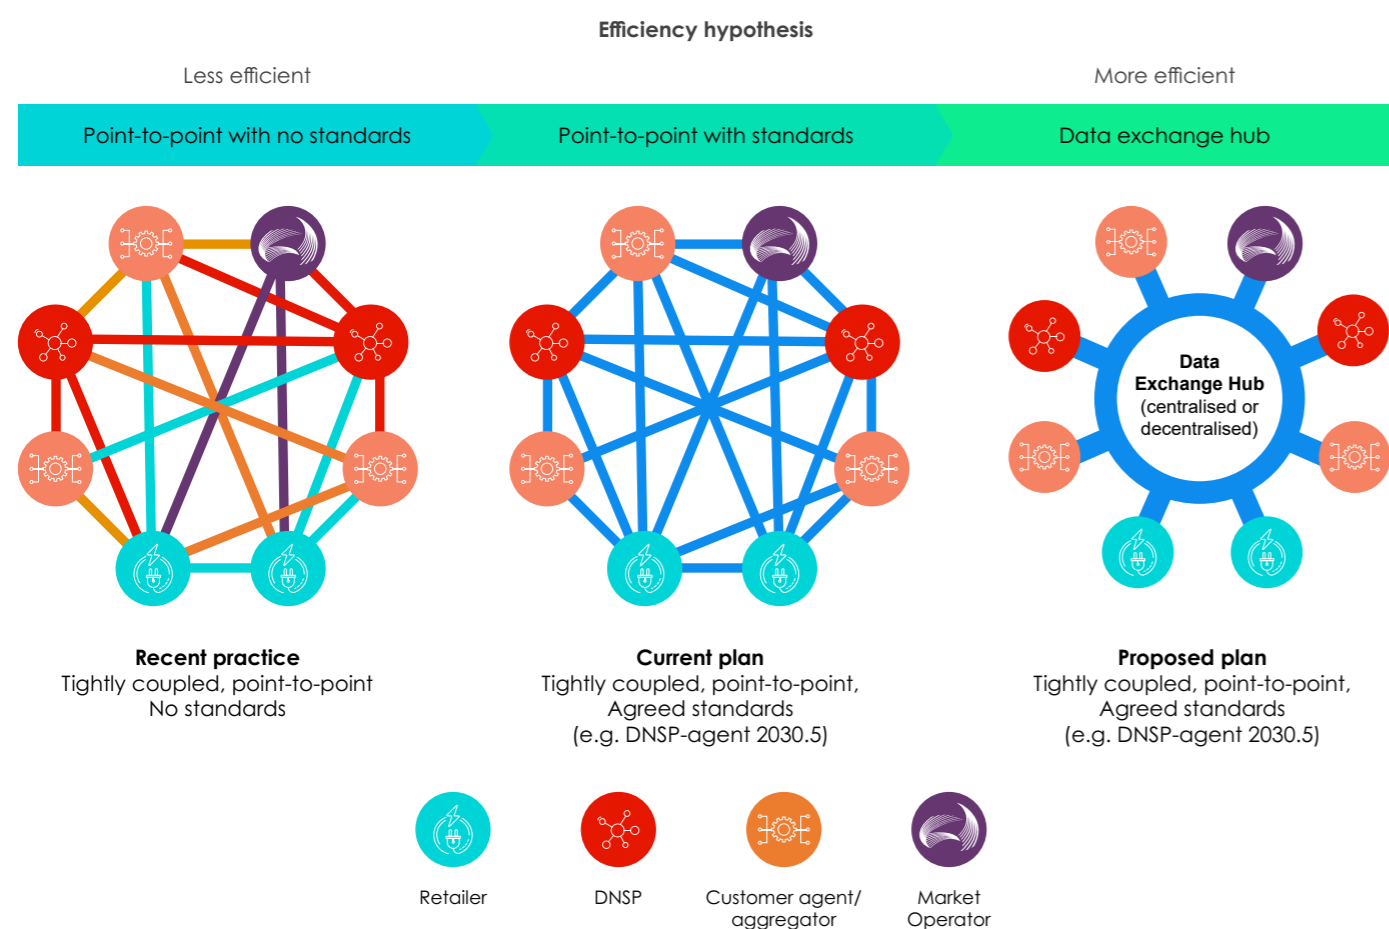 Efficiency hypothesis
Less efficient
More efficient
Point-to-point with no standards
Point-to-point with standards
Data exchange hub
Data
Exchange Hub
(centralised or
decentralised)
Recent practice
Tightly coupled, point-to-point
No standards
Current plan
Tightly coupled, point-to-point,
Agreed standards
(e.g. DNSP-agent 2030.5)
Proposed plan
Tightly coupled, point-to-point,
Agreed standards
(e.g. DNSP-agent 2030.5)
Retailer
DNSP
Customer agent/
aggregator
Market
Operator